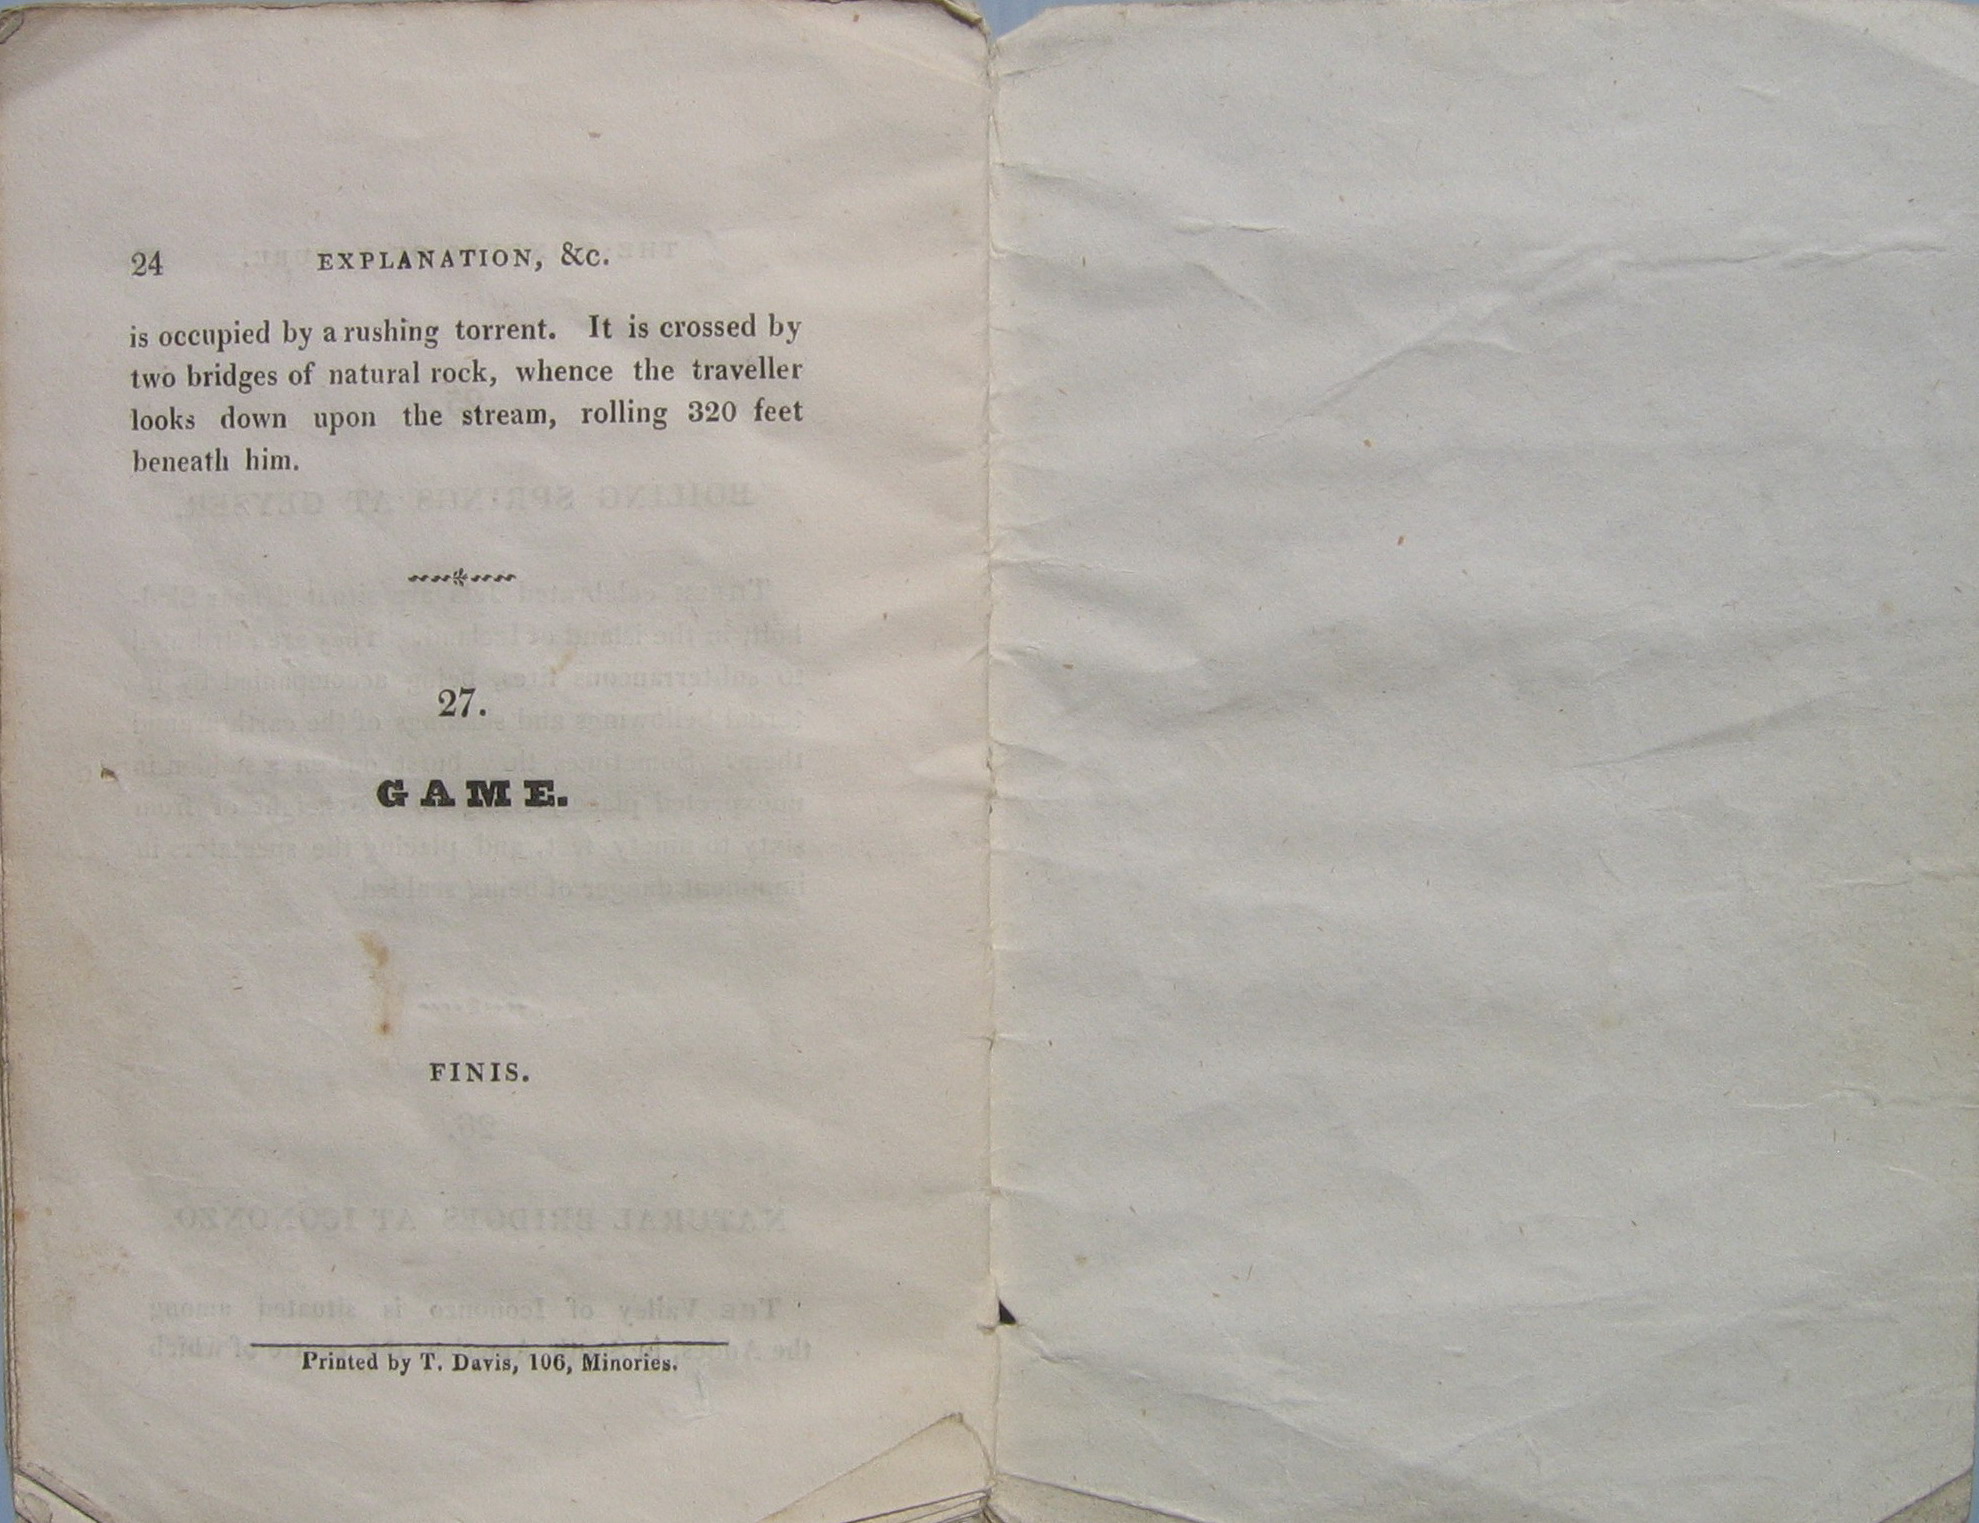 24 EXPLANATION, &c.
is occupied by a rushing torrent. It is crossed by
two bridges of natural rock, whence the traveller
looks down upon the stream, rolling 320 feet
beneath him.
27.
GAME.
FINIS.
Printed by T. Davis, 106, Minories.